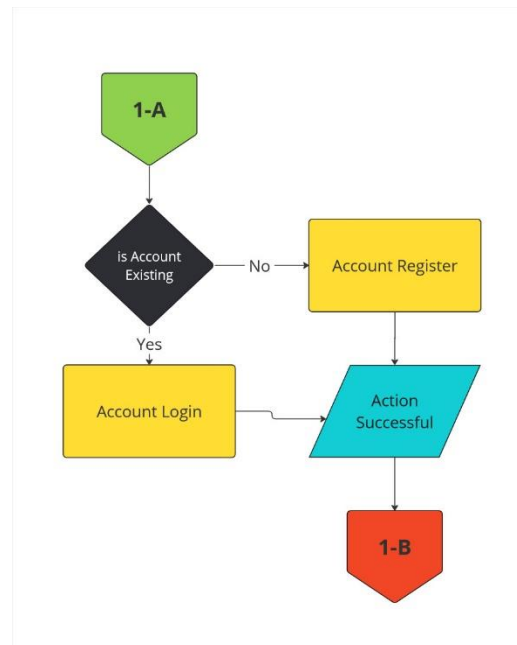 1-A
is Account
Existing
No
Account Register
Yes
Account Login
Action
Successful
1-B